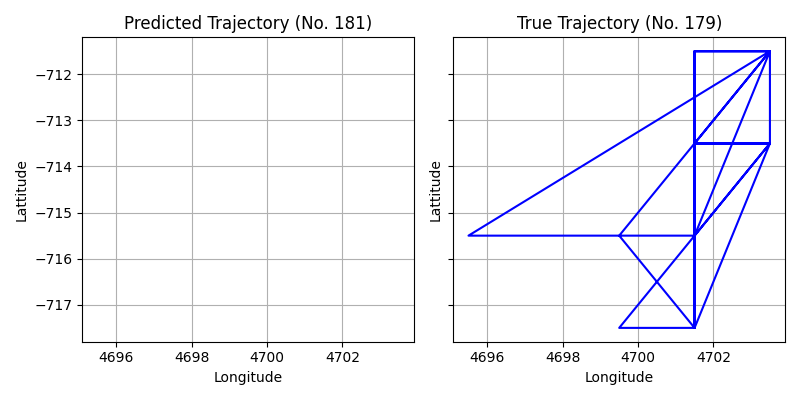 Predicted Trajectory (No. 181)
Lattitude
−712
−713
−714
−715
−716
−717
4696
4698
4700
4702
Longitude
True Trajectory (No. 179)
Lattitude
4696
4698
4700
4702
Longitude